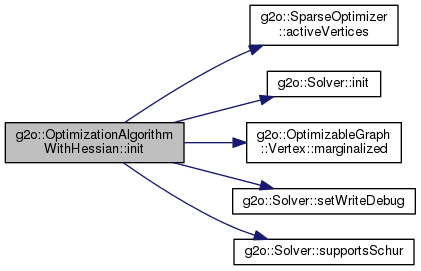 g2o::OptimizationAlgorithm
WithHessian::init
g2o::SparseOptimizer
::activeVertices
g2o::Solver::init
g2o::OptimizableGraph
::Vertex::marginalized
g2o::Solver::setWriteDebug
g2o::Solver::supportsSchur